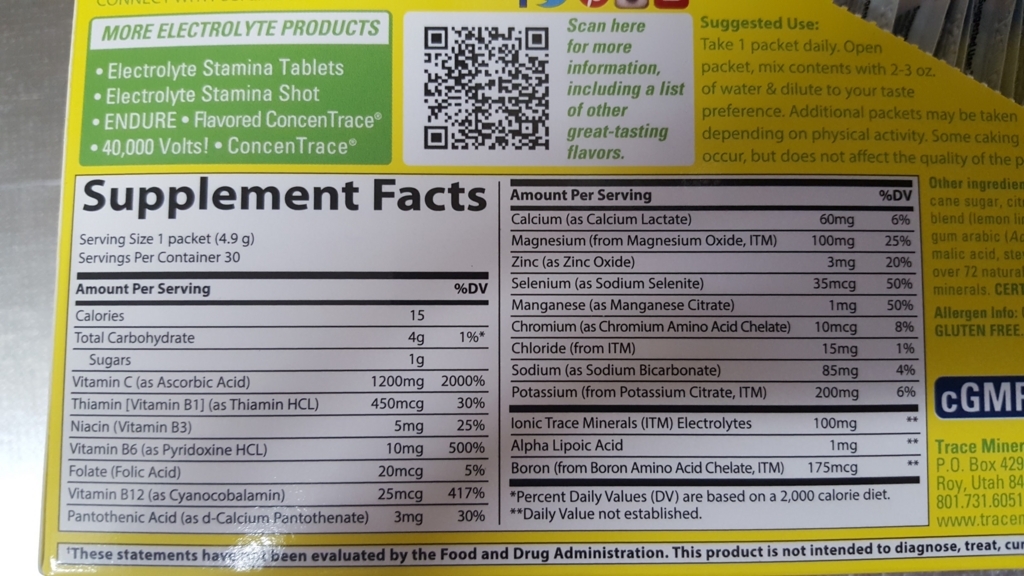 MORE ELECTROLYTE PRODUCTS
• Electrolyte Stamina Tablets
• Electrolyte Stamina Shot
• ENDURE • Flavored ConcenTrace®
• 40,000 Volts! • ConcenTrace®
Scan here
for more
information,
including a list
of other
great-tasting
flavors.
Suggested Use:
Take 1 packet daily. Open
packet, mix contents with 2-3 oz.
of water & dilute to your taste
preference. Additional packets may be taken
depending on physical activity. Some caking
occur, but does not affect the quality of the
Supplement Facts
Serving Size 1 packet (4.9 g)
Servings Per Container 30
Amount Per Serving %DV
Calories 15
Total Carbohydrate 4g 1%*
Sugars 1g
Vitamin C (as Ascorbic Acid) 1200mg 2000%
Thiamin [Vitamin B1] (as Thiamin HCL) 450mcg 30%
Niacin (Vitamin B3) 5mg 25%
Vitamin B6 (as Pyridoxine HCL) 10mg 500%
Folate (Folic Acid) 20mcg 5%
Vitamin B12 (as Cyanocobalamin) 25mcg 417%
Pantothenic Acid (as d-Calcium Pantothenate) 3mg 30%
Amount Per Serving %DV
Calcium (as Calcium Lactate) 60mg 6%
Magnesium (from Magnesium Oxide, ITM) 100mg 25%
Zinc (as Zinc Oxide) 3mg 20%
Selenium (as Sodium Selenite) 35mcg 50%
Manganese (as Manganese Citrate) 1mg 50%
Chromium (as Chromium Amino Acid Chelate) 10mcg 8%
Chloride (from ITM) 15mg 1%
Sodium (as Sodium Bicarbonate) 85mg 4%
Potassium (from Potassium Citrate, ITM) 200mg 6%
Ionic Trace Minerals (ITM) Electrolytes 100mg **
Alpha Lipoic Acid 1mg **
Boron (from Boron Amino Acid Chelate, ITM) 175mcg **
*Percent Daily Values (DV) are based on a 2,000 calorie diet.
**Daily Value not established.
Other
cane sugar,
blend (lemon
gum arabic
malic acid,
over 72
minerals.
Allergen Info:
GLUTEN FREE
cGMP
Trace
P.O. Box 429
Roy, Utah 84
801.731.6051
www.
†These statements have not been evaluated by the Food and Drug Administration. This product is not intended to diagnose, treat,